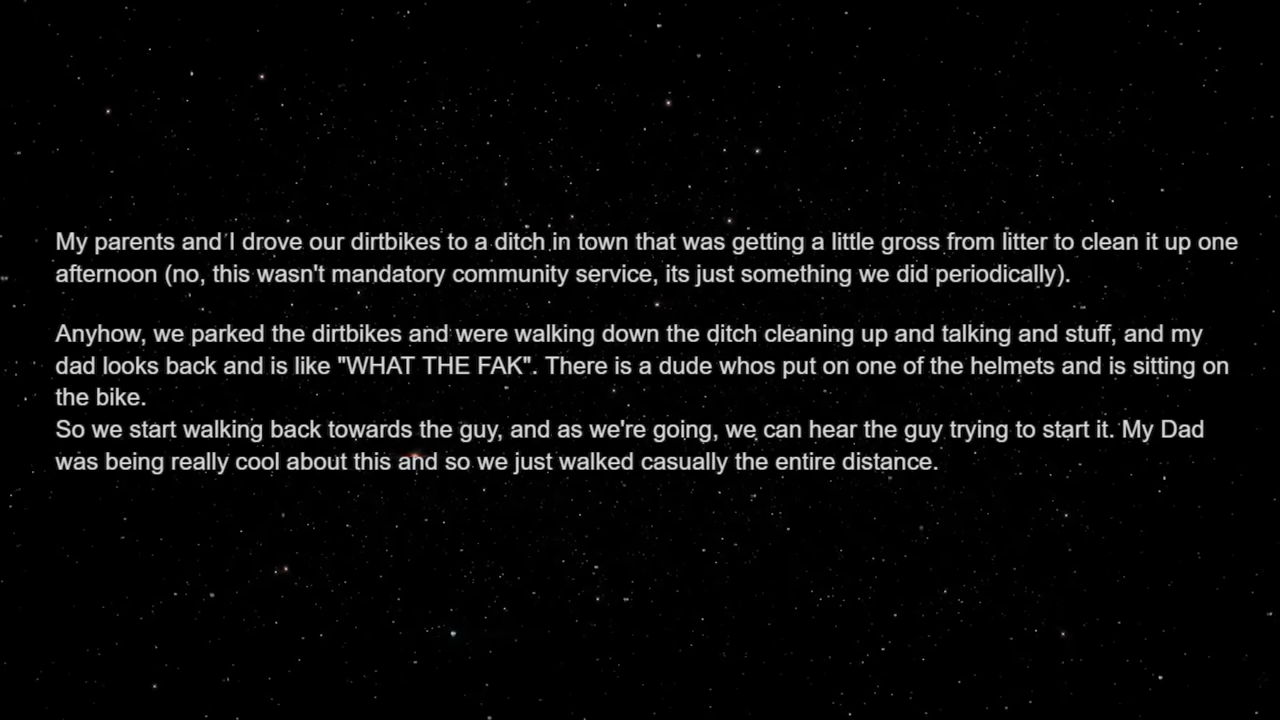 My parents and I drove our dirtbikes to a ditch in town that was getting a little gross from litter to clean it up one
afternoon (no, this wasn't mandatory community service, its just something we did periodically).
Anyhow, we parked the dirtbikes and were walking down the ditch cleaning up and talking and stuff, and my
dad looks back and is like "WHAT THE FAK". There is a dude whos put on one of the helmets and is sitting on
the bike.
So we start walking back towards the guy, and as we're going, we can hear the guy trying to start it. My Dad
was being really cool about this and so we just walked casually the entire distance.